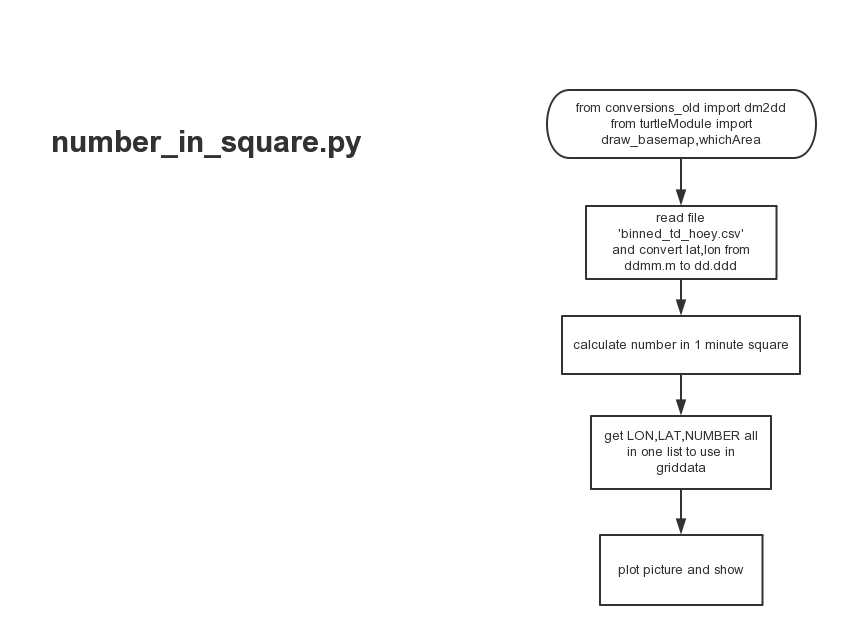 number_in_square.py
from conversions_old import dm2dd
from turtleModule import
draw_basemap,whichArea
read file
'binned_td_hoey.csv'
and convert lat,lon from
ddmm.m to dd.ddd
calculate number in 1 minute square
get LON,LAT,NUMBER all
in one list to use in
griddata
plot picture and show